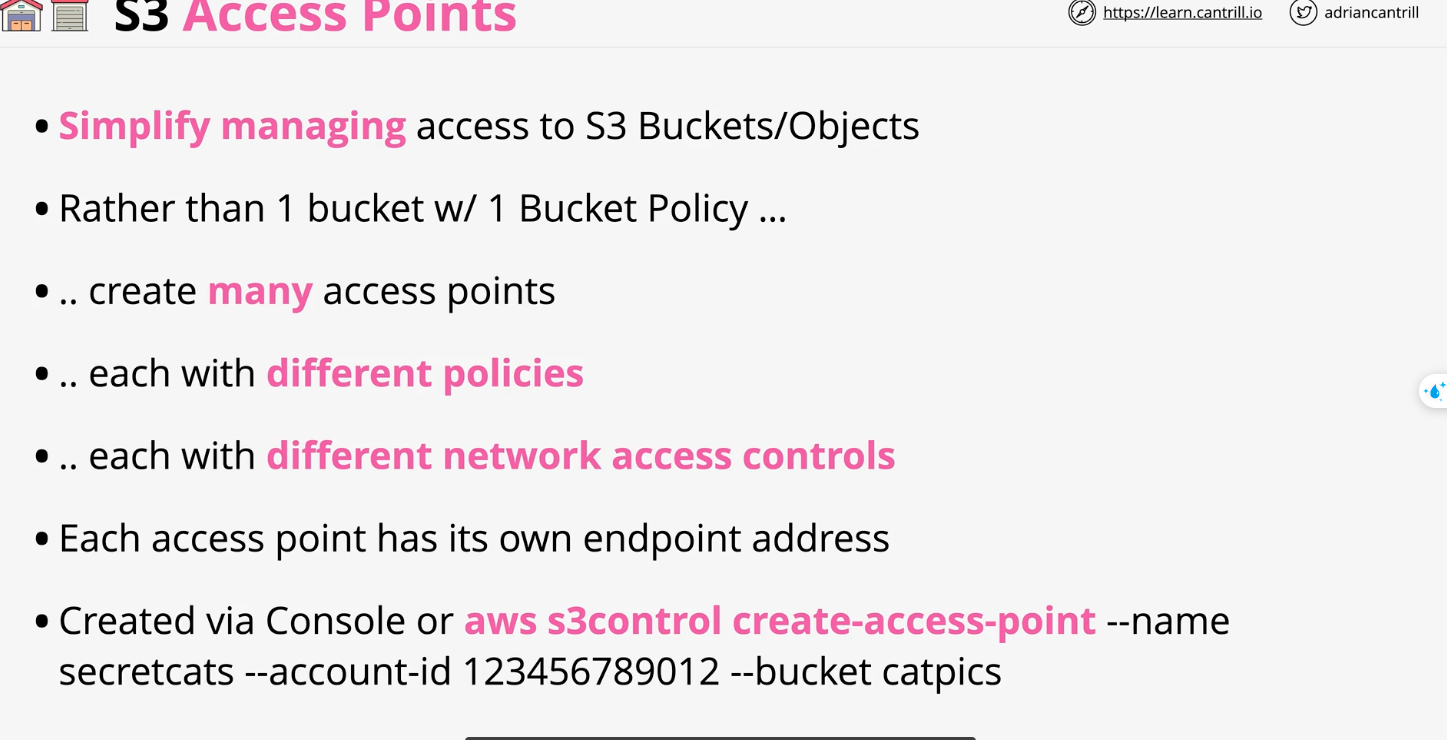 S3 Access Points
https://learn.cantrill.io
adriancantrill
• Simplify managing access to S3 Buckets/Objects
• Rather than 1 bucket w/ 1 Bucket Policy ...
• .. create many access points
• .. each with different policies
• .. each with different network access controls
• Each access point has its own endpoint address
• Created via Console or aws s3control create-access-point --name
secretcats --account-id 123456789012 --bucket catpics